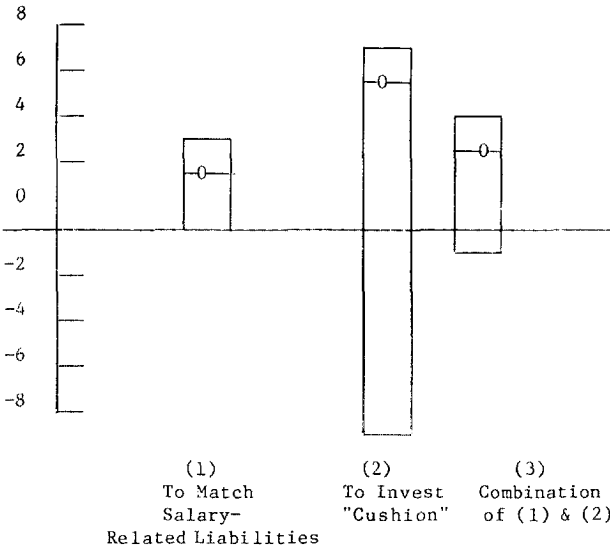 8
6
4
2
0
-2
-4
-6
-8
0
0
0
(1)
To Match
Salary-
Related Liabilities
(2)
To Invest
"Cushion"
(3)
Combination
of (1) & (2)